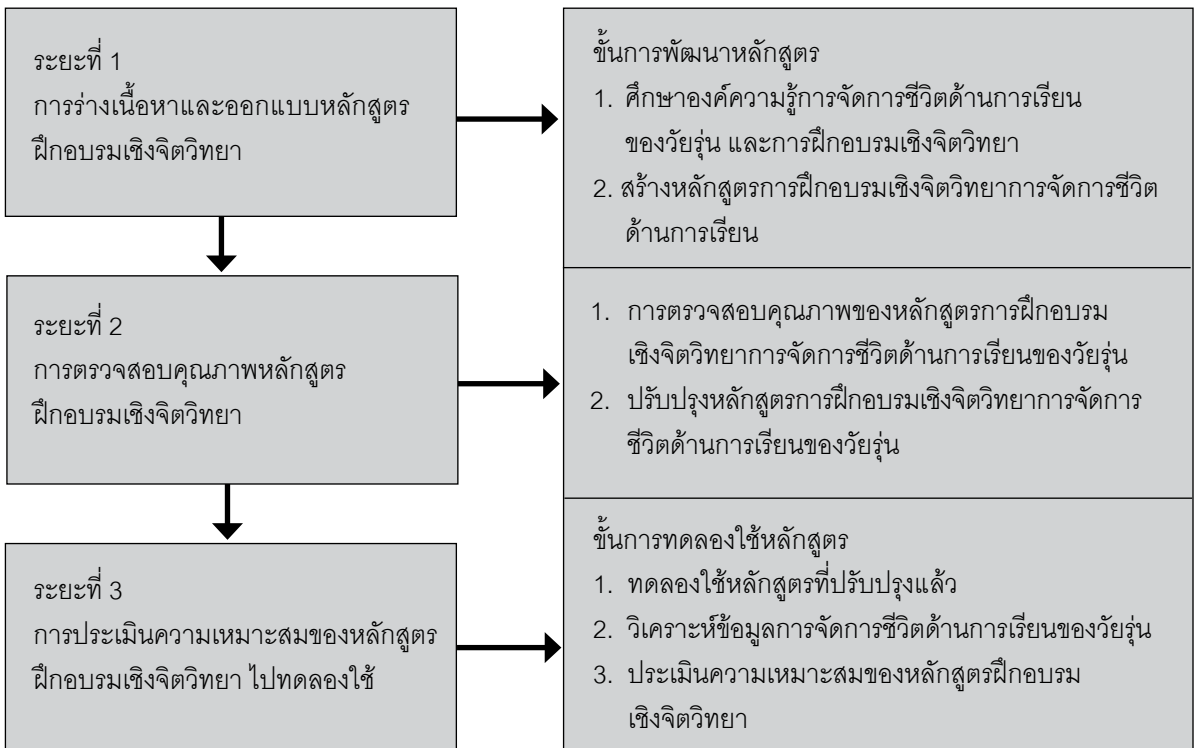 ระยะที่ 1
การร่างเนื้อหาและออกแบบหลักสูตร
ฝึกอบรมเชิงจิตวิทยา
ขั้นการพัฒนาหลักสูตร
1. ศึกษาองค์ความรู้การจัดการชีวิตด้านการเรียน
ของวัยรุ่น และการฝึกอบรมเชิงจิตวิทยา
2. สร้างหลักสูตรการฝึกอบรมเชิงจิตวิทยาการจัดการชีวิต
ด้านการเรียน
ระยะที่ 2
การตรวจสอบคุณภาพหลักสูตร
ฝึกอบรมเชิงจิตวิทยา
1. การตรวจสอบคุณภาพของหลักสูตรการฝึกอบรม
เชิงจิตวิทยาการจัดการชีวิตด้านการเรียนของวัยรุ่น
2. ปรับปรุงหลักสูตรการฝึกอบรมเชิงจิตวิทยาการจัดการ
ชีวิตด้านการเรียนของวัยรุ่น
ระยะที่ 3
การประเมินความเหมาะสมของหลักสูตร
ฝึกอบรมเชิงจิตวิทยา ไปทดลองใช้
ขั้นการทดลองใช้หลักสูตร
1. ทดลองใช้หลักสูตรที่ปรับปรุงแล้ว
2. วิเคราะห์ข้อมูลการจัดการชีวิตด้านการเรียนของวัยรุ่น
3. ประเมินความเหมาะสมของหลักสูตรฝึกอบรม
เชิงจิตวิทยา